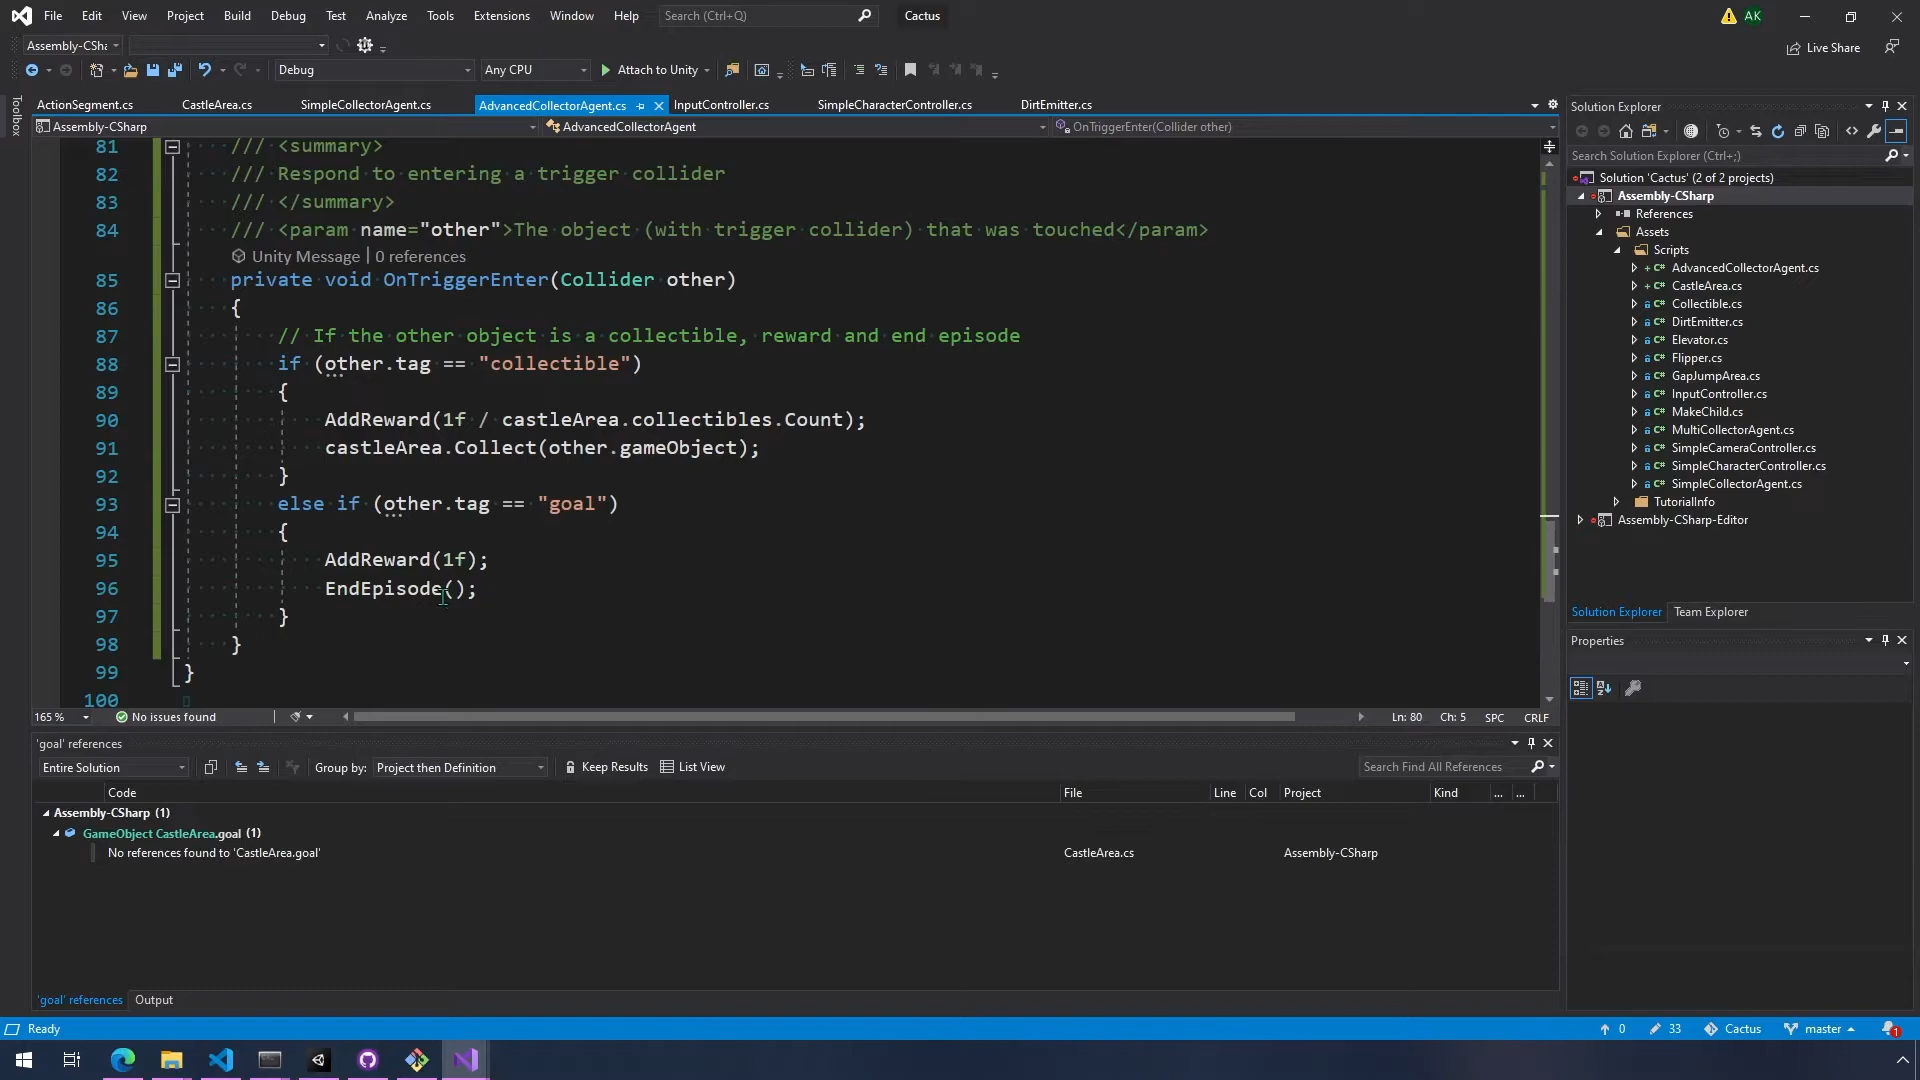 File Edit View Project Build Debug Test Analyze Tools Extensions Window Help Search (Ctrl+Q) Cactus AK
Assembly-CSha Live Share
Debug Any CPU Attach to Unity
Toolbox
ActionSegment.cs CastleArea.cs SimpleCollectorAgent.cs AdvancedCollectorAgent.cs InputController.cs SimpleCharacterController.cs DirtEmitter.cs
Assembly-CSharp AdvancedCollectorAgent OnTriggerEnter(Collider other)
81 /// <summary>
82 /// Respond to entering a trigger collider
83 /// </summary>
84 /// <param name="other">The object (with trigger collider) that was touched</param>
Unity Message | 0 references
85 private void OnTriggerEnter(Collider other)
86 {
87 // If the other object is a collectible, reward and end episode
88 if (other.tag == "collectible")
89 {
90 AddReward(1f / castleArea.collectibles.Count);
91 castleArea.Collect(other.gameObject);
92 }
93 else if (other.tag == "goal")
94 {
95 AddReward(1f);
96 EndEpisode();
97 }
98 }
99 }
100
165 % No issues found Ln: 80 Ch: 5 SPC CRLF
'goal' references
Entire Solution Group by: Project then Definition Keep Results List View Search Find All References
Code File Line Col Project Kind ... ...
Assembly-CSharp (1)
GameObject CastleArea.goal (1)
No references found to 'CastleArea.goal' CastleArea.cs Assembly-CSharp
'goal' references Output
Solution Explorer
Search Solution Explorer (Ctrl+;)
Solution 'Cactus' (2 of 2 projects)
Assembly-CSharp
References
Assets
Scripts
+ C# AdvancedCollectorAgent.cs
+ C# CastleArea.cs
C# Collectible.cs
C# DirtEmitter.cs
C# Elevator.cs
C# Flipper.cs
C# GapJumpArea.cs
C# InputController.cs
C# MakeChild.cs
C# MultiCollectorAgent.cs
C# SimpleCameraController.cs
C# SimpleCharacterController.cs
C# SimpleCollectorAgent.cs
TutorialInfo
Assembly-CSharp-Editor
Solution Explorer Team Explorer
Properties
Ready 0 33 Cactus master 1